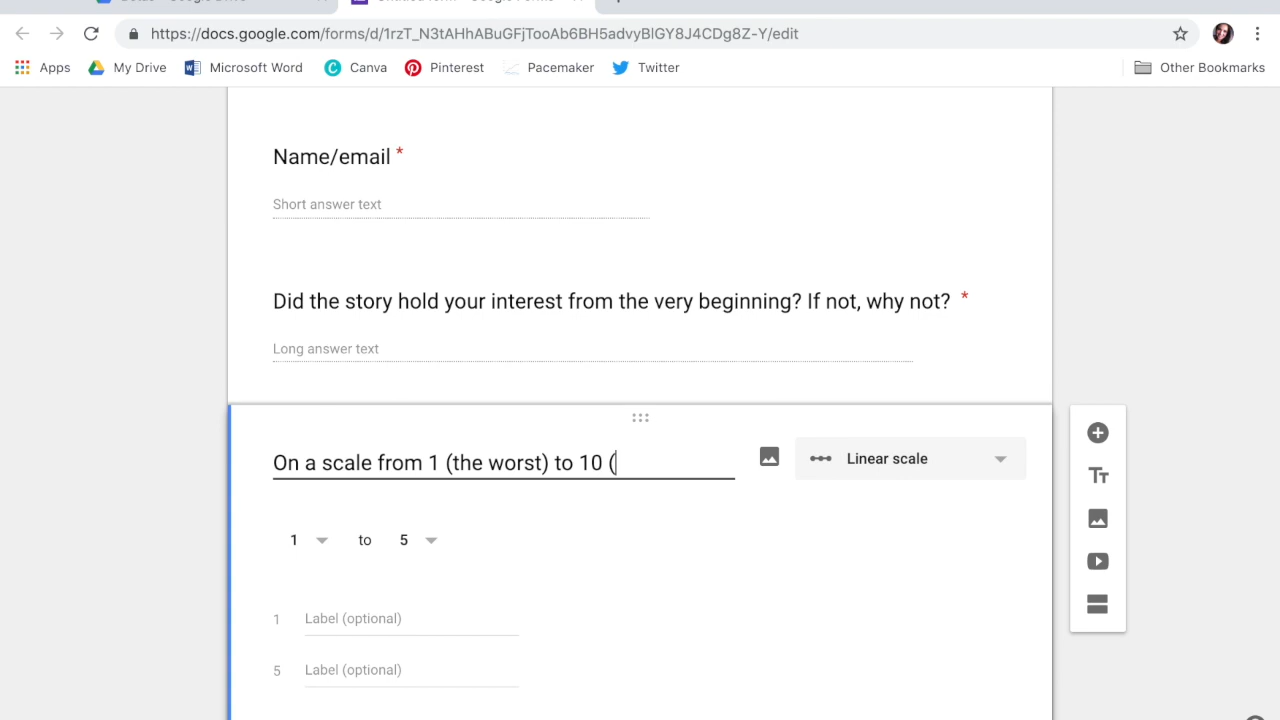 https://docs.google.com/forms/d/1rzT_N3tAHhABuGFjTooAb6BH5advyBlGY8J4CDg8Z-Y/edit
Apps My Drive Microsoft Word Canva Pinterest Pacemaker Twitter Other Bookmarks
Name/email *
Short answer text
Did the story hold your interest from the very beginning? If not, why not? *
Long answer text
On a scale from 1 (the worst) to 10 (
Linear scale
1 to 5
1 Label (optional)
5 Label (optional)